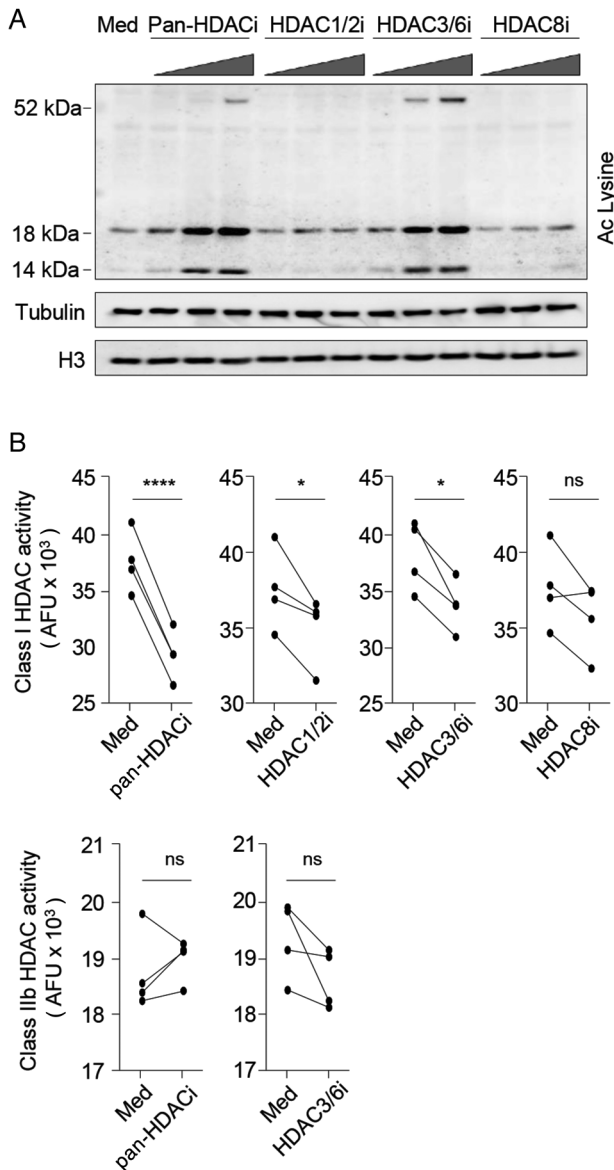 A
Med Pan-HDACi HDAC1/2i HDAC3/6i HDAC8i
52 kDa
18 kDa
14 kDa
Ac Lysine
Tubulin
H3
B
Class I HDAC activity
( AFU x 10³ )
45
40
35
30
25
****
Med
pan-HDACi
45
40
35
30
*
Med
HDAC1/2i
45
40
35
30
25
*
Med
HDAC3/6i
45
40
35
30
ns
Med
HDAC8i
Class IIb HDAC activity
( AFU x 10³ )
21
20
19
18
17
ns
Med
pan-HDACi
21
20
19
18
17
ns
Med
HDAC3/6i